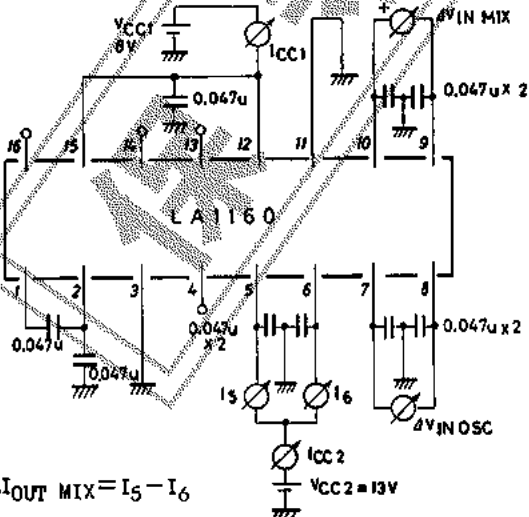 VCC1
8V
ICC1
+
ΔVIN MIX
0.047u
0.047u x 2
16
15
14
13
12
11
10
9
LA1160
1
2
3
4
5
6
7
8
0.047u
0.047u
0.047u
x2
0.047u x2
I5
I6
ΔVIN OSC
ICC2
VCC2=13V
IOUT MIX=I5-I6